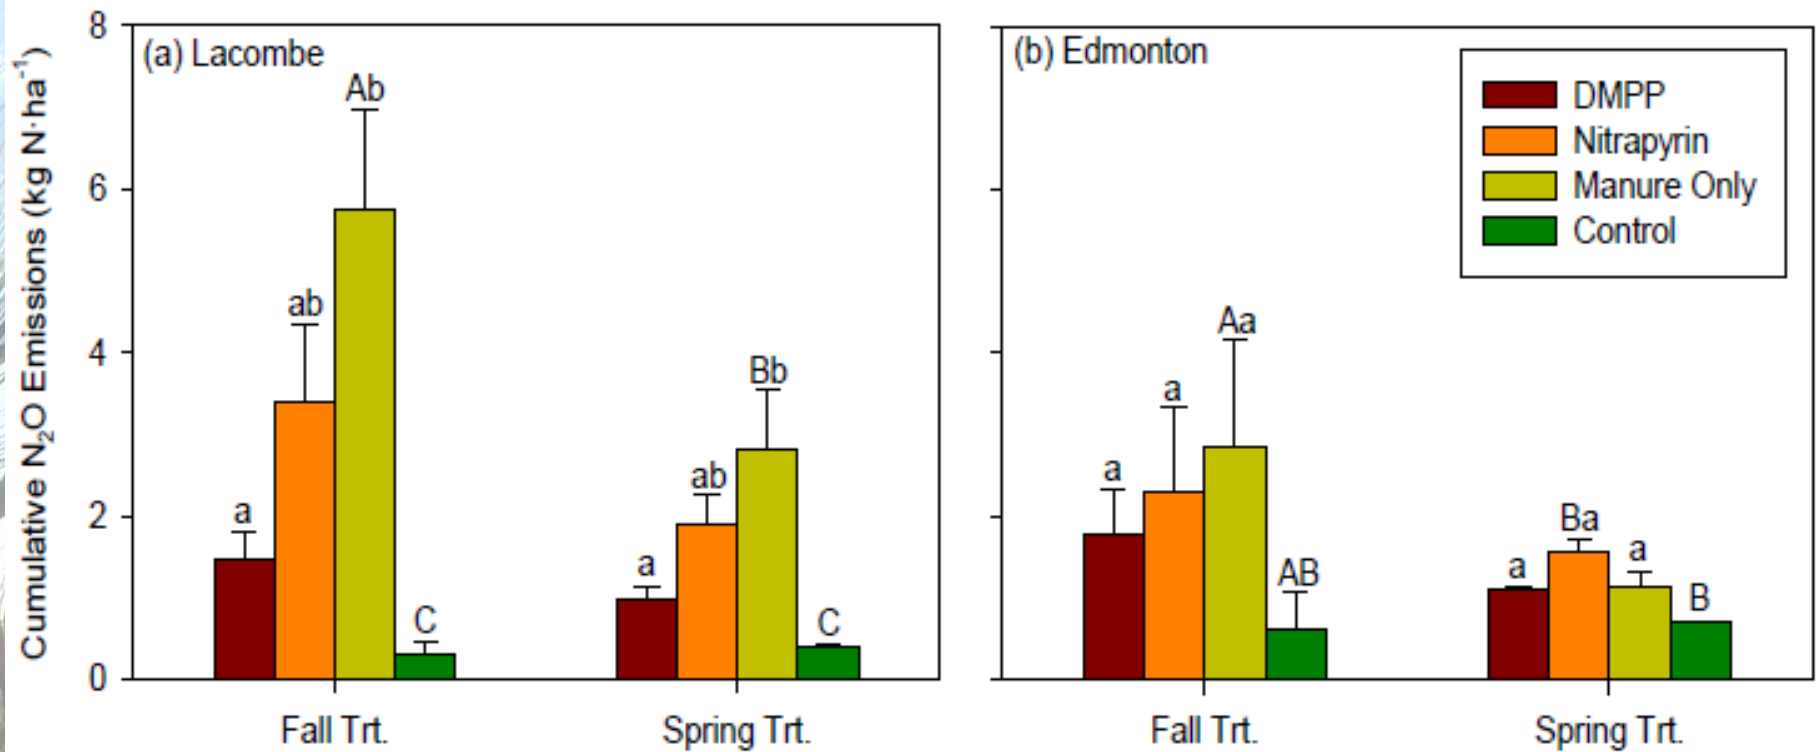 Cumulative N₂O Emissions (kg N·ha⁻¹)
8
6
4
2
0
(a) Lacombe
a
ab
Ab
C
a
ab
Bb
C
Fall Trt.
Spring Trt.
(b) Edmonton
DMPP
Nitrapyrin
Manure Only
Control
a
a
Aa
AB
a
Ba
a
B
Fall Trt.
Spring Trt.